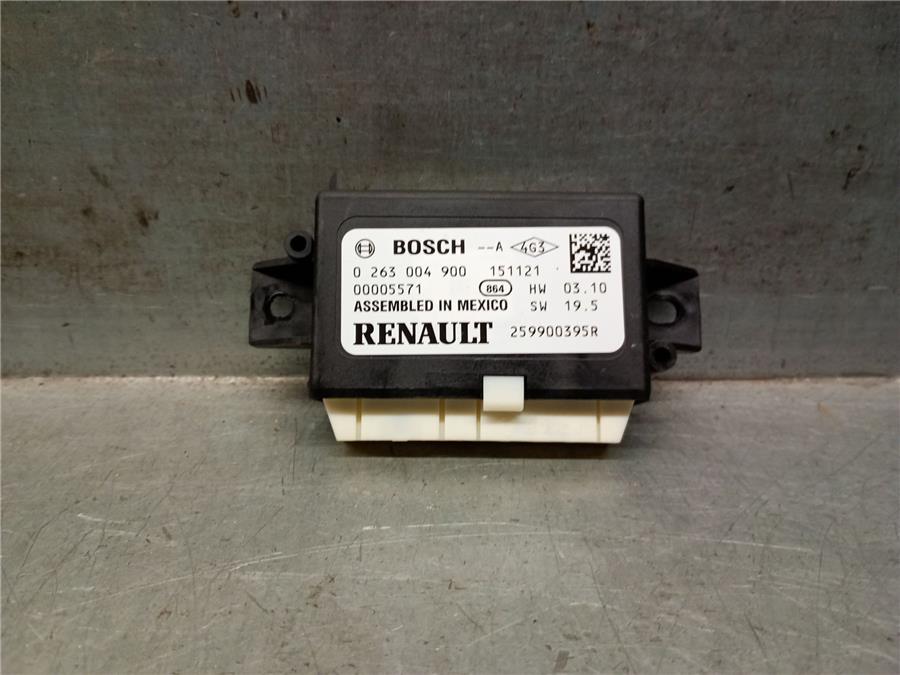 BOSCH --A 4G3
0 263 004 900 151121
00005571 864 HW 03.10
ASSEMBLED IN MEXICO SW 19.5
RENAULT 259900395R